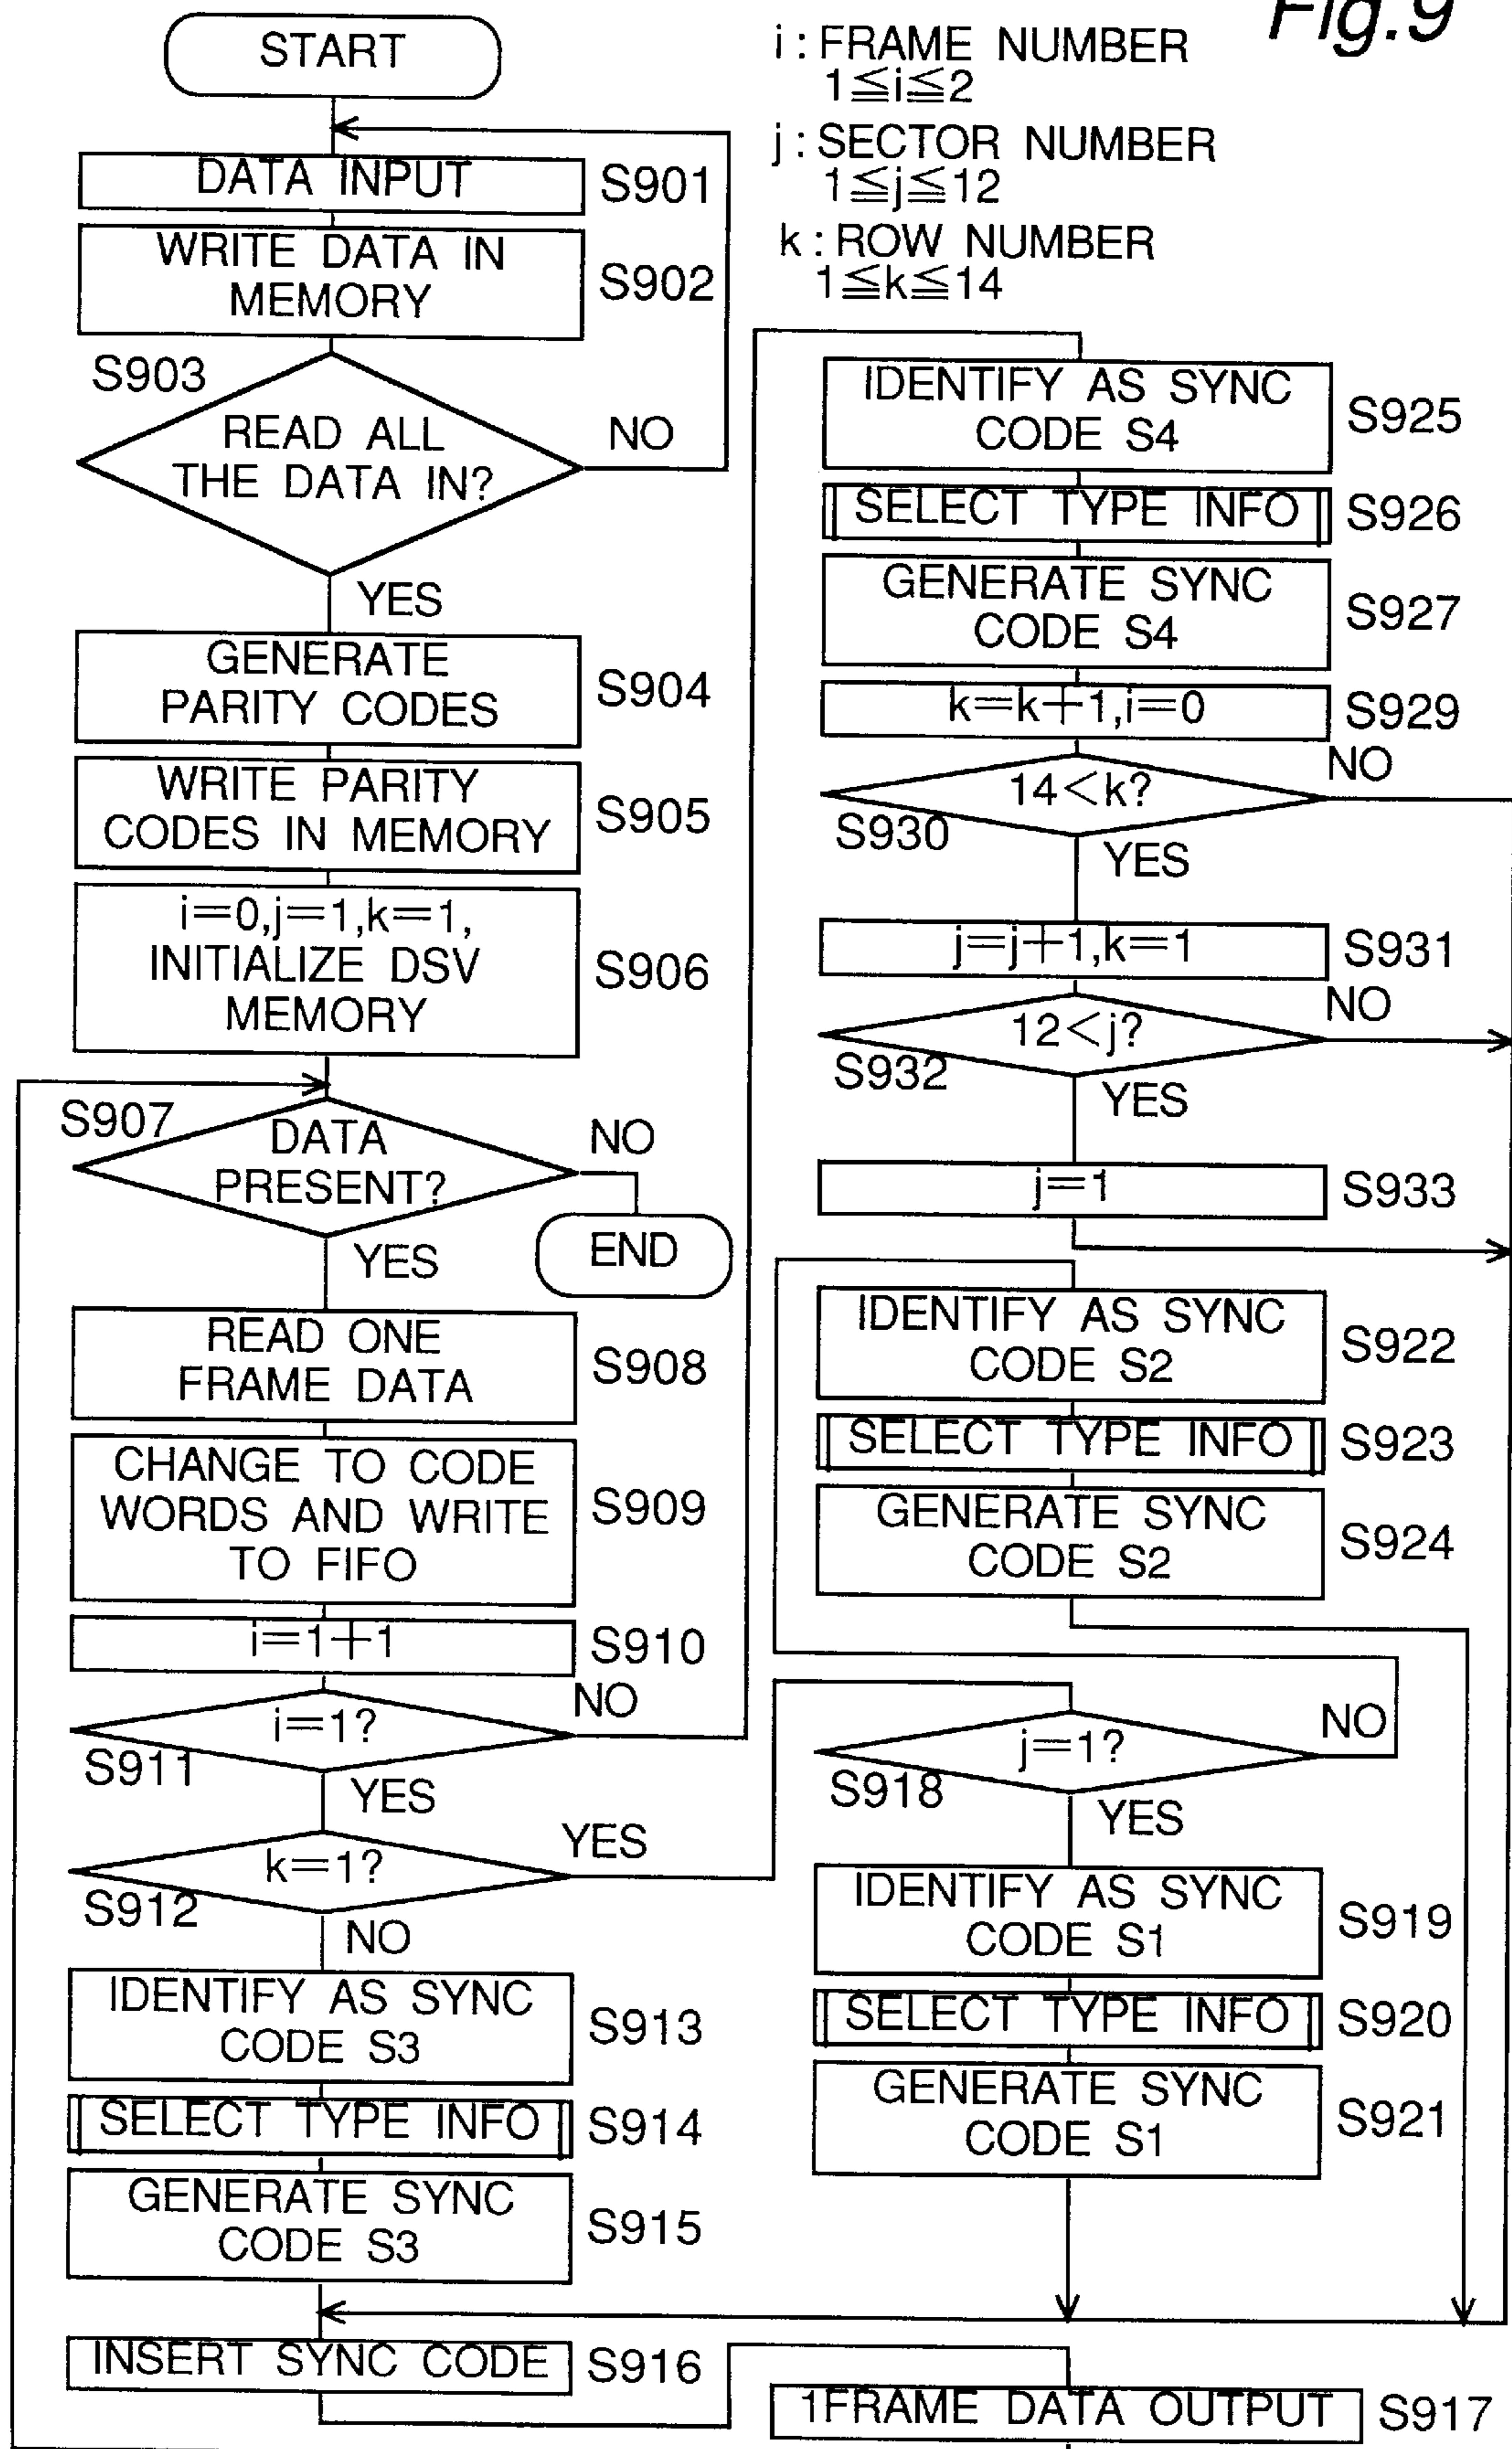 Fig.9
i : FRAME NUMBER
1≦i≦2
j : SECTOR NUMBER
1≦j≦12
k : ROW NUMBER
1≦k≦14
START
DATA INPUT
S901
WRITE DATA IN
MEMORY
S902
S903
READ ALL
THE DATA IN?
NO
YES
GENERATE
PARITY CODES
S904
WRITE PARITY
CODES IN MEMORY
S905
i=0,j=1,k=1,
INITIALIZE DSV
MEMORY
S906
S907
DATA
PRESENT?
NO
END
YES
READ ONE
FRAME DATA
S908
CHANGE TO CODE
WORDS AND WRITE
TO FIFO
S909
i=1+1
S910
i=1?
NO
S911
YES
k=1?
YES
S912
NO
IDENTIFY AS SYNC
CODE S3
S913
SELECT TYPE INFO
S914
GENERATE SYNC
CODE S3
S915
INSERT SYNC CODE
S916
IDENTIFY AS SYNC
CODE S4
S925
SELECT TYPE INFO
S926
GENERATE SYNC
CODE S4
S927
k=k+1,i=0
S929
14<k?
NO
S930
YES
j=j+1,k=1
S931
12<j?
NO
S932
YES
j=1
S933
IDENTIFY AS SYNC
CODE S2
S922
SELECT TYPE INFO
S923
GENERATE SYNC
CODE S2
S924
j=1?
NO
S918
YES
IDENTIFY AS SYNC
CODE S1
S919
SELECT TYPE INFO
S920
GENERATE SYNC
CODE S1
S921
1FRAME DATA OUTPUT
S917